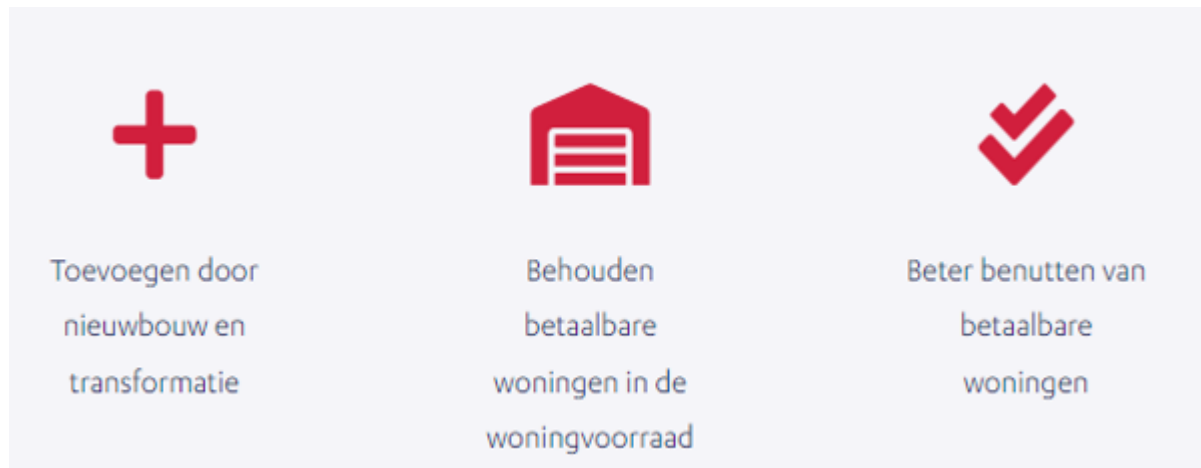 Toevoegen door
nieuwbouw en
transformatie
Behouden
betaalbare
woningen in de
woningvoorraad
Beter benutten van
betaalbare
woningen